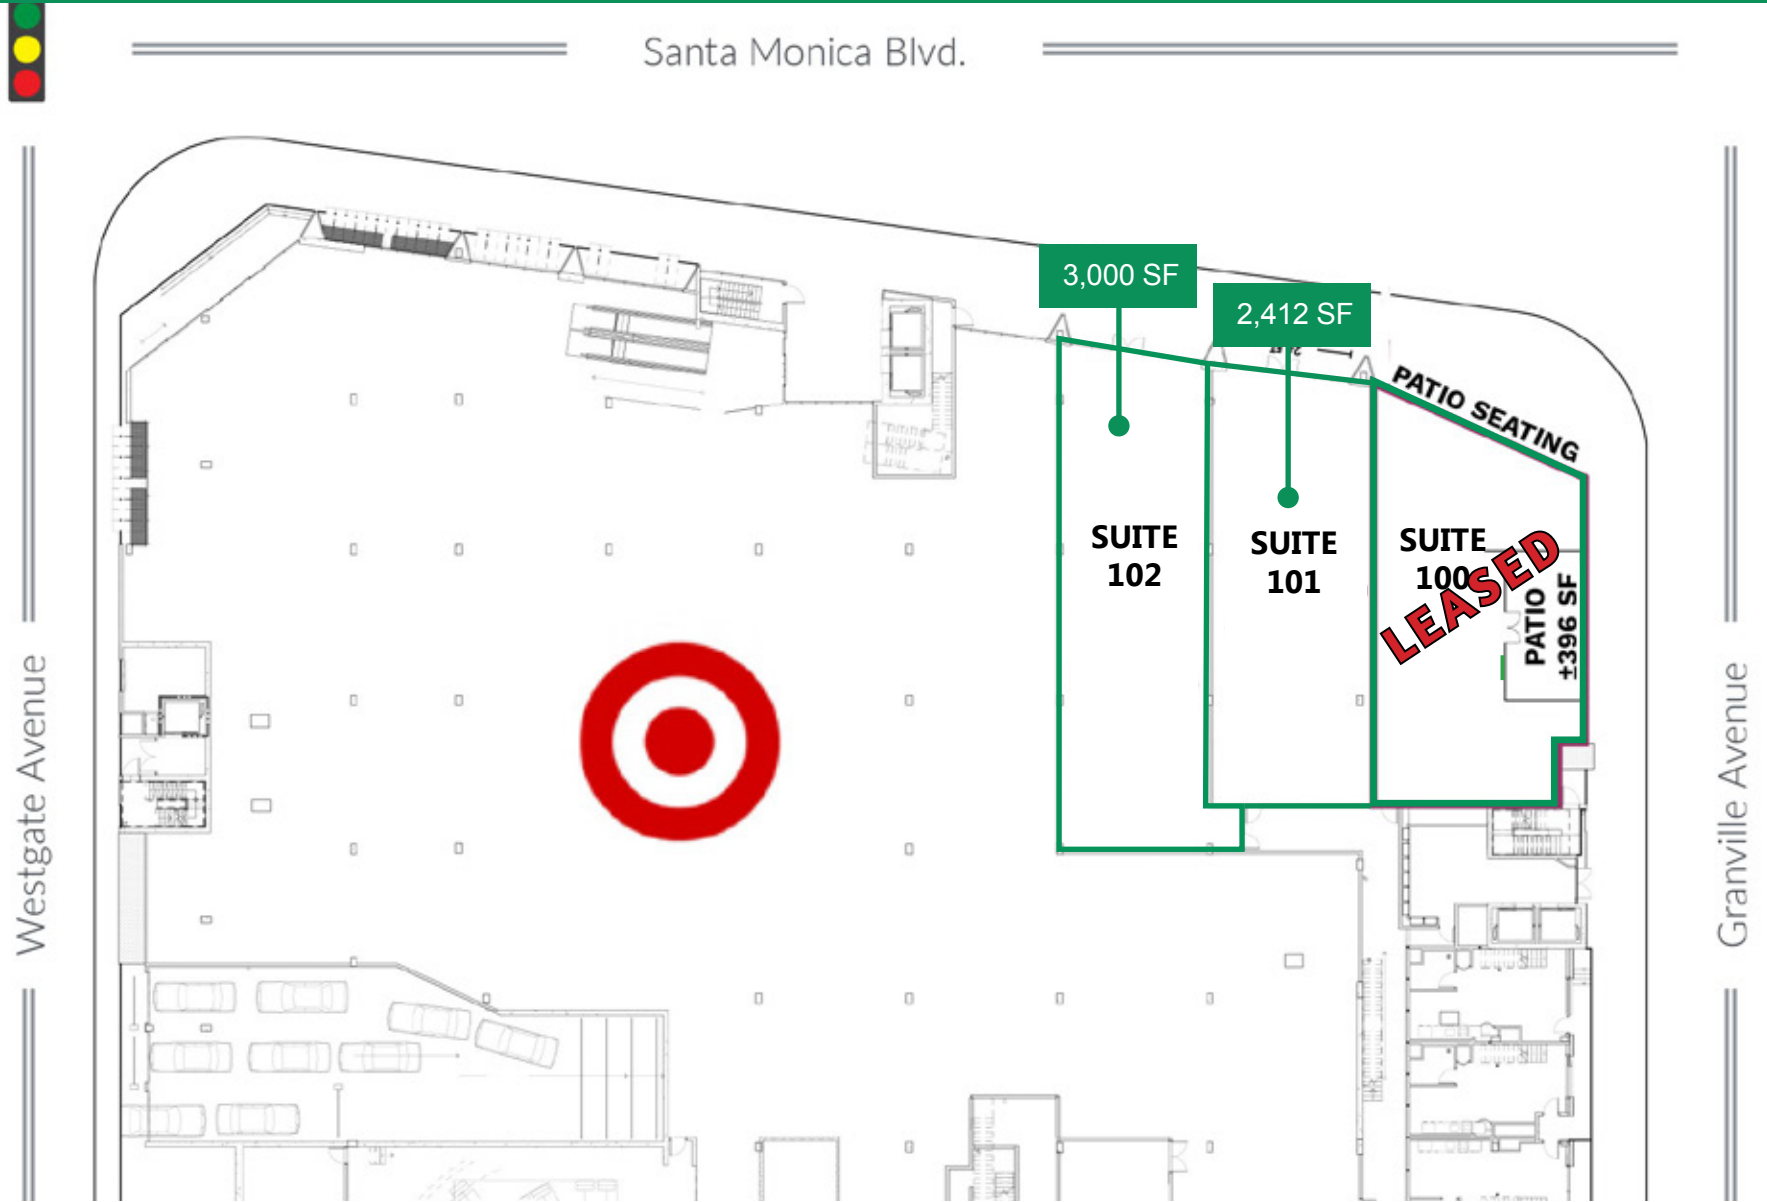 Santa Monica Blvd.
3,000 SF
2,412 SF
PATIO SEATING
SUITE
102
SUITE
101
SUITE
100
LEASED
PATIO
±396 SF
Westgate Avenue
Granville Avenue